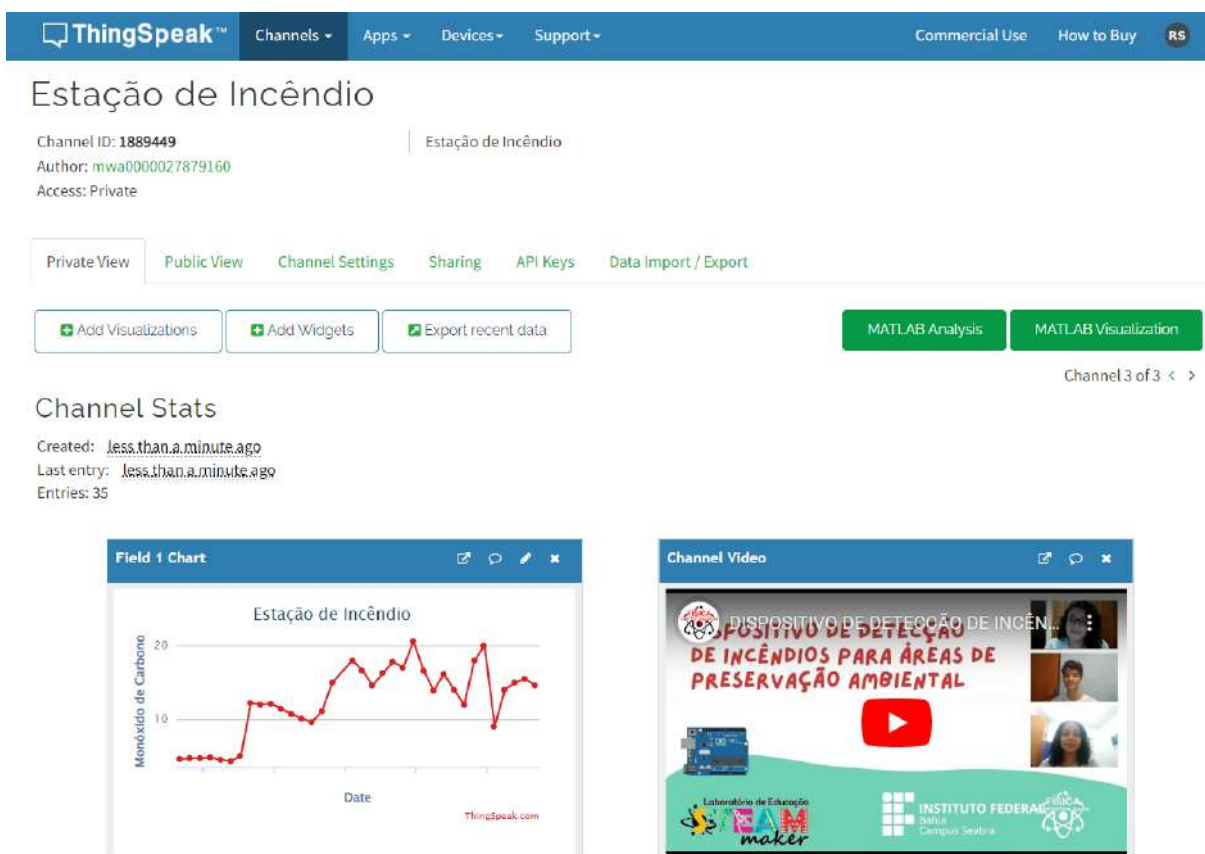 ThingSpeak™ Channels Apps Devices Support Commercial Use How to Buy RS
Estação de Incêndio
Channel ID: 1889449
Estação de Incêndio
Author: mwa0000027879160
Access: Private
Private View Public View Channel Settings Sharing API Keys Data Import / Export
Add Visualizations Add Widgets Export recent data MATLAB Analysis MATLAB Visualization
Channel 3 of 3 < >
Channel Stats
Created: less than a minute ago
Last entry: less than a minute ago
Entries: 35
Field 1 Chart
Estação de Incêndio
Monóxido de Carbono
20
10
Date
ThingSpeak.com
Channel Video
DISPOSITIVO DE DETECÇÃO DE INCÊN...
DISPOSITIVO DE DETECÇÃO
DE INCÊNDIOS PARA ÁREAS DE
PRESERVAÇÃO AMBIENTAL
Laboratório de Educação
STEAM
maker
INSTITUTO FEDERAL
Bahia
Campus Seabra
FÍSICA